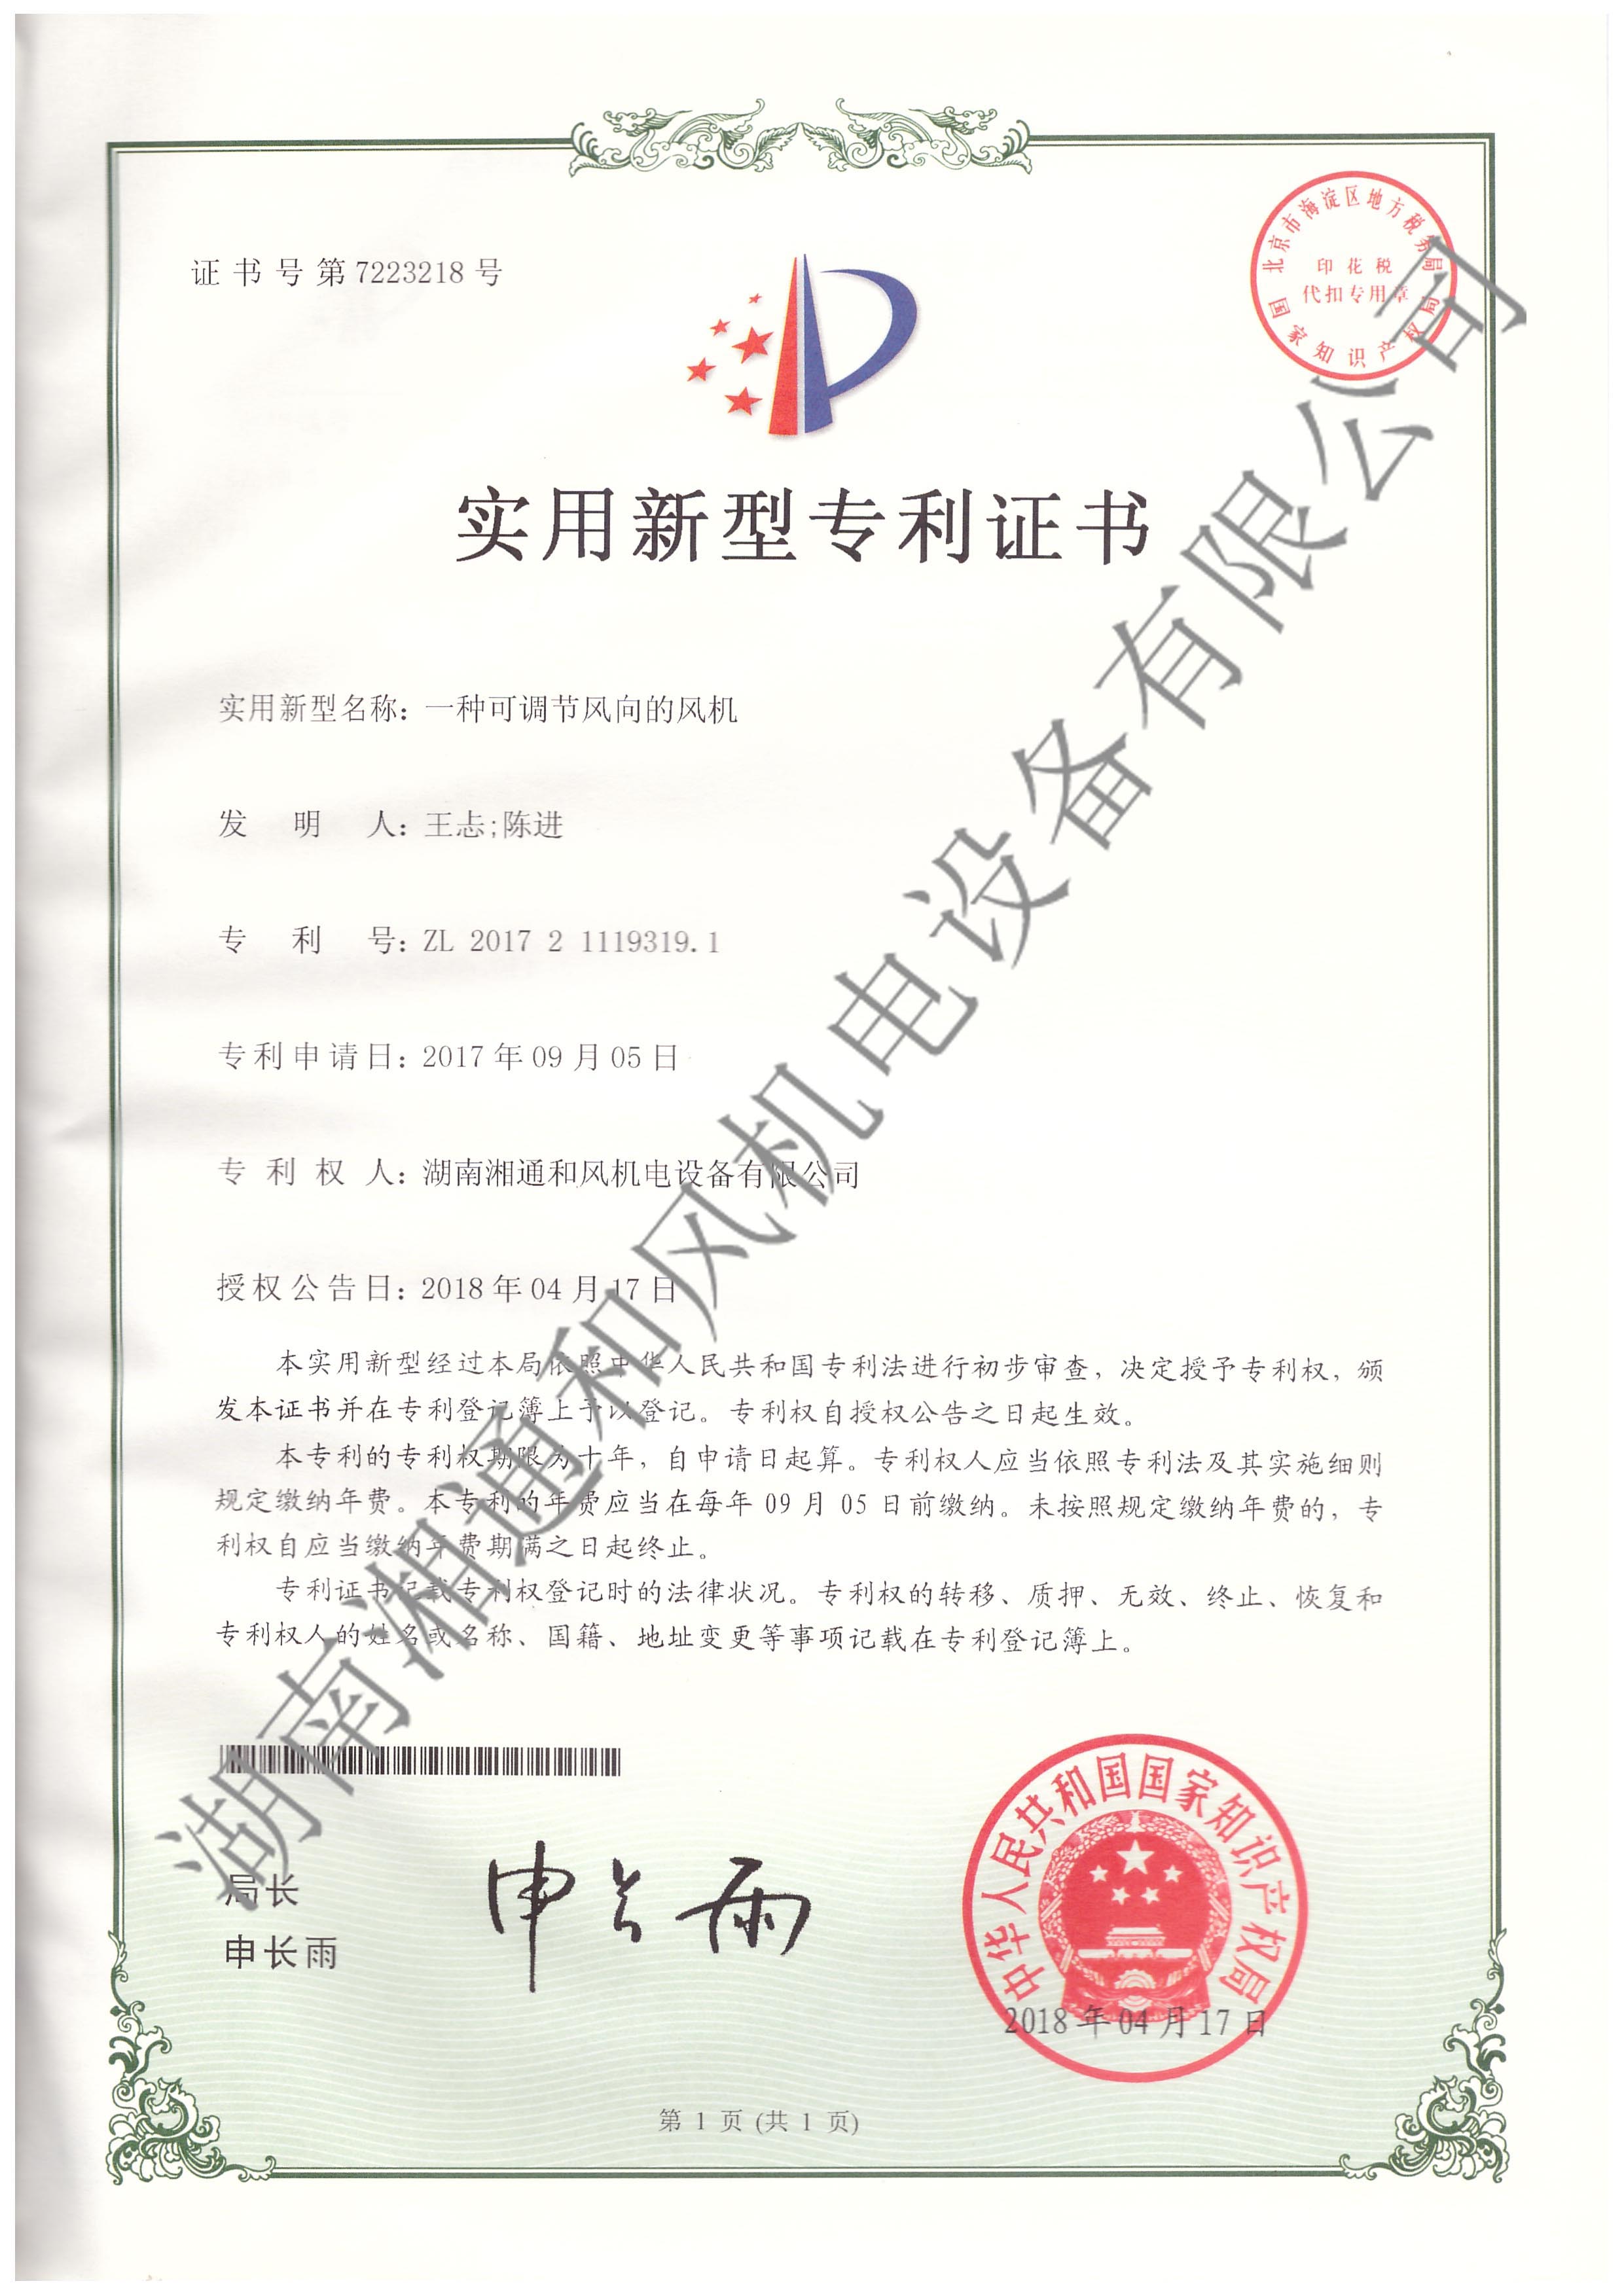 证书号第7223218号
北京市海淀区地方税务局
印花税
代扣专用章
国家知识产权局
实用新型专利证书
实用新型名称：一种可调节风向的风机
发明人：王忐;陈进
专利号：ZL 2017 2 1119319.1
专利申请日：2017年09月05日
专利权人：湖南湘通和风机电设备有限公司
授权公告日：2018年04月17日
本实用新型经过本局依照中华人民共和国专利法进行初步审查，决定授予专利权，颁
发本证书并在专利登记簿上予以登记。专利权自授权公告之日起生效。
本专利的专利权期限为十年，自申请日起算。专利权人应当依照专利法及其实施细则
规定缴纳年费。本专利的年费应当在每年09月05日前缴纳。未按照规定缴纳年费的，专
利权自应当缴纳年费期满之日起终止。
专利证书记载专利权登记时的法律状况。专利权的转移、质押、无效、终止、恢复和
专利权人的姓名或名称、国籍、地址变更等事项记载在专利登记簿上。
局长
申长雨
申长雨
中华人民共和国国家知识产权局
2018年04月17日
第 1 页 (共 1 页)
湖南湘通和风机电设备有限公司